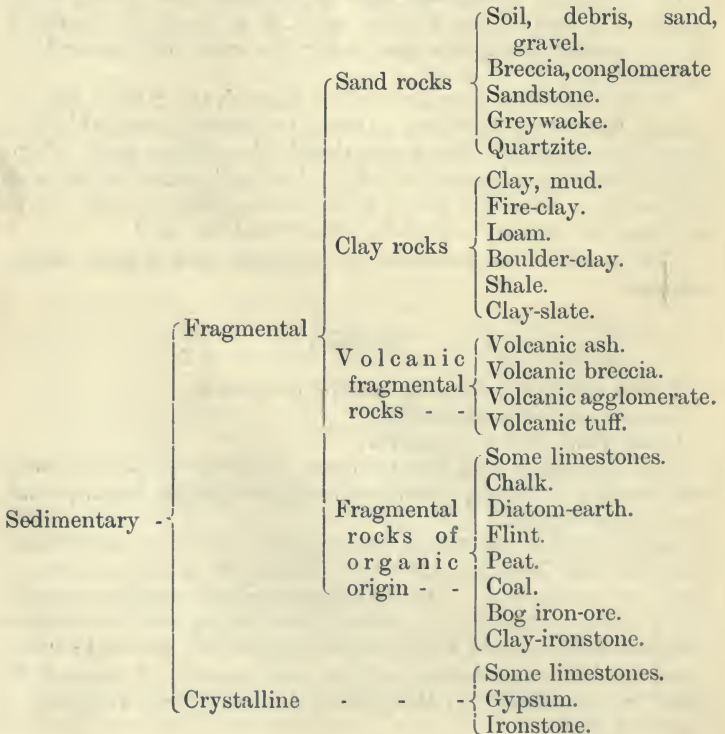 Soil, debris, sand,
gravel.
Breccia, conglomerate
Sand rocks
Sandstone.
Greywacke.
Quartzite.
Clay, mud.
Fire-clay.
Loam.
Clay rocks
Boulder-clay.
Shale.
Clay-slate.
Fragmental
Volcanic
fragmental
rocks - -
Volcanic ash.
Volcanic breccia.
Volcanic agglomerate.
Volcanic tuff.
Sedimentary -
Fragmental
rocks of
organic
origin - -
Some limestones.
Chalk.
Diatom-earth.
Flint.
Peat.
Coal.
Bog iron-ore.
Clay-ironstone.
Crystalline - - -
Some limestones.
Gypsum.
Ironstone.